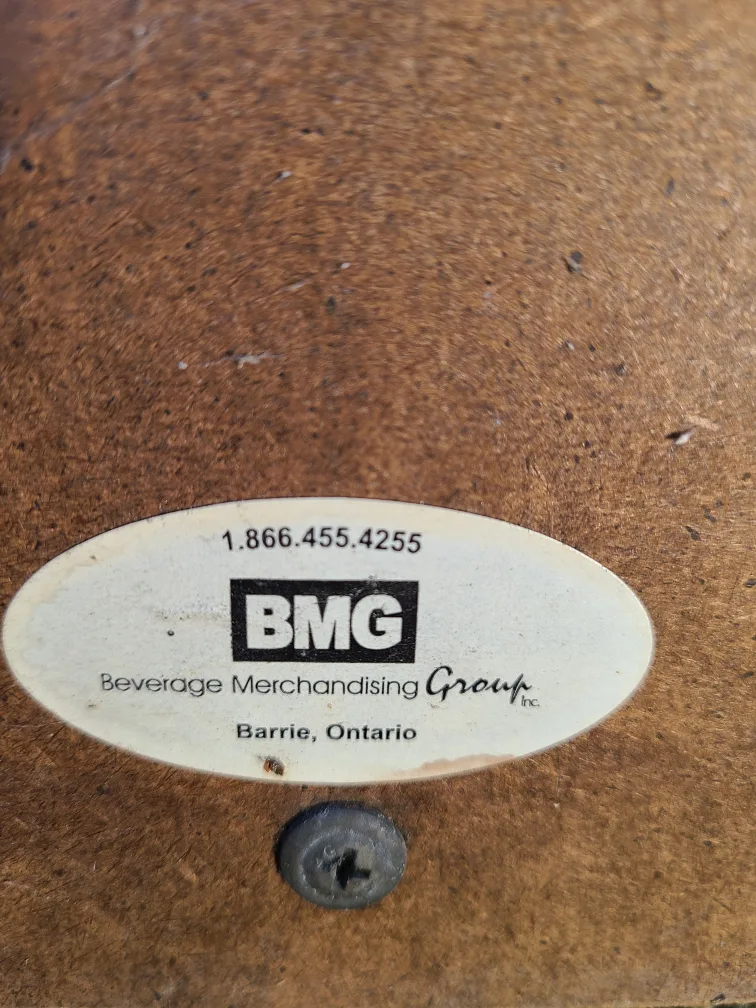 1.866.455.4255
BMG
Beverage Merchandising Group
Inc.
Barrie, Ontario